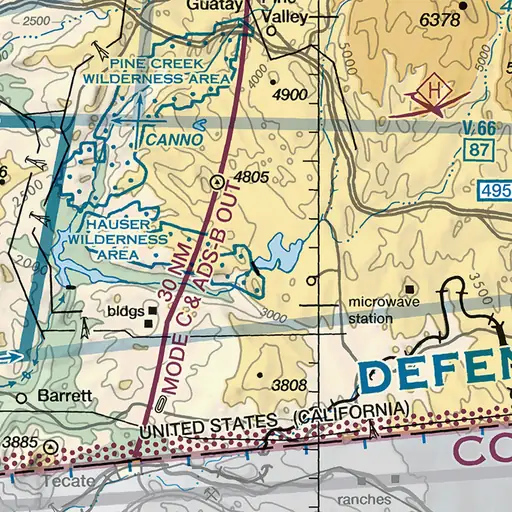 Guatay
Pine
Valley
6378
2500
4000
5000
PINE CREEK
WILDERNESS AREA
4900
H
CANNO
V 66
87
4805
495
HAUSER
WILDERNESS
AREA
30 NM
MODE C & ADS-B OUT
2000
3500
bldgs
3000
microwave
station
DEFEN
3808
Barrett
UNITED STATES (CALIFORNIA)
3885
CO
Tecate
ranches